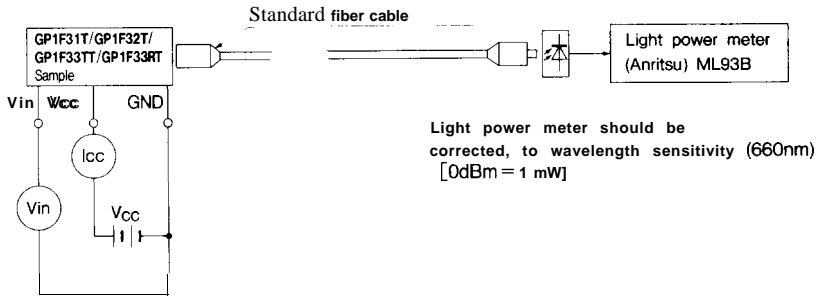 Standard fiber cable
GP1F31T/GP1F32T/
GP1F33TT/GP1F33RT
Sample
Vin Vcc GND
Light power meter
(Anritsu) ML93B
Icc
Vin
VCC
Light power meter should be
corrected, to wavelength sensitivity (660nm)
[0dBm = 1 mW]